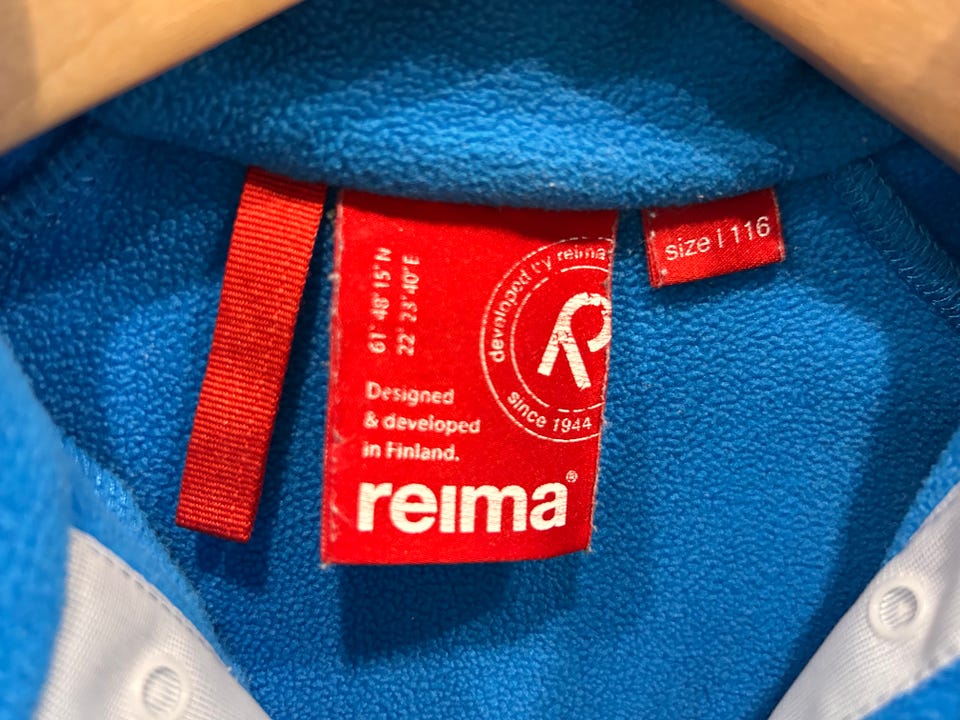 61° 48' 15" N
22° 23' 40" E
developed by reima
since 1944
Designed
& developed
in Finland.
reima®
size | 116